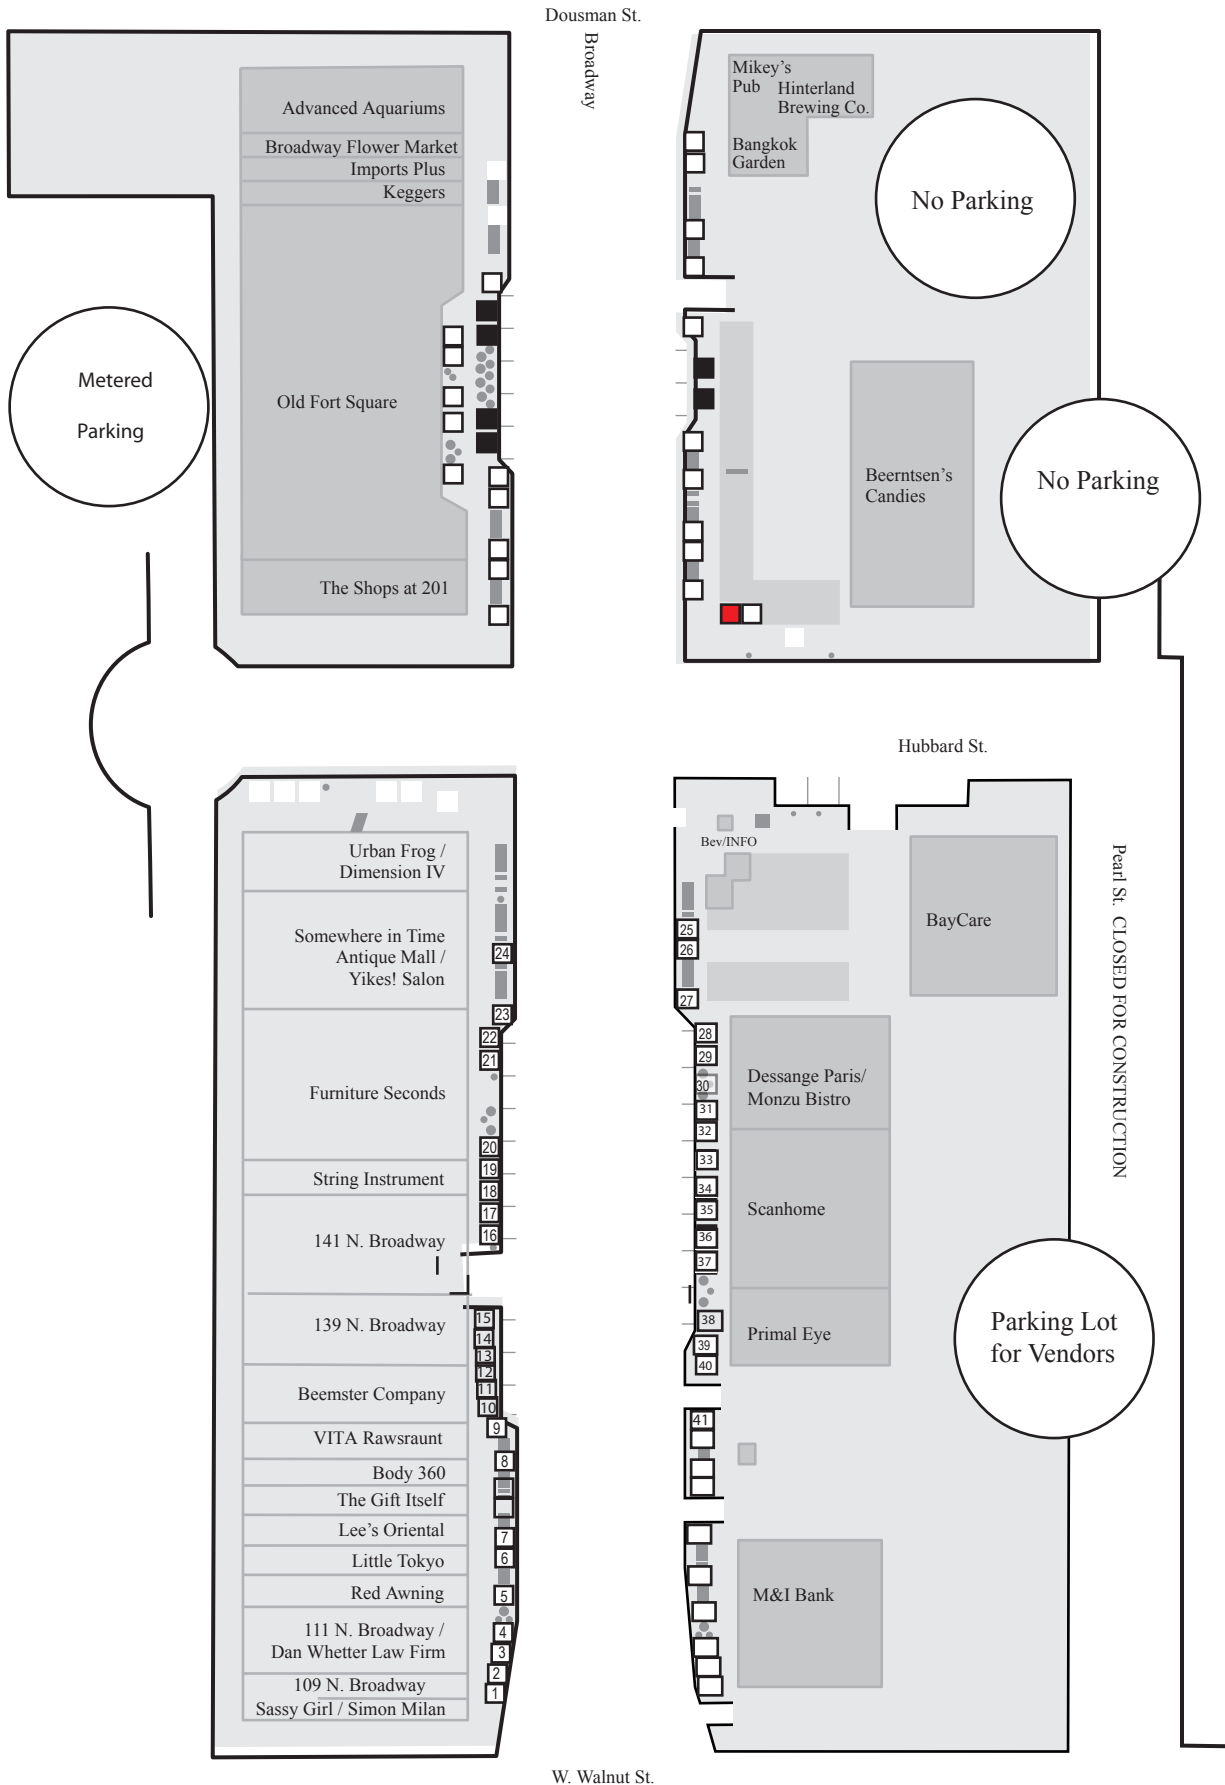 Dousman St.
Broadway
Mikey's
Pub
Hinterland
Brewing Co.
Bangkok
Garden
No Parking
Advanced Aquariums
Broadway Flower Market
Imports Plus
Keggers
Metered
Parking
Old Fort Square
The Shops at 201
Beerntsen's
Candies
No Parking
Hubbard St.
Urban Frog /
Dimension IV
Somewhere in Time
Antique Mall /
Yikes! Salon
Furniture Seconds
String Instrument
141 N. Broadway
139 N. Broadway
Beemster Company
VITA Rawsraunt
Body 360
The Gift Itself
Lee's Oriental
Little Tokyo
Red Awning
111 N. Broadway /
Dan Whetter Law Firm
109 N. Broadway
Sassy Girl / Simon Milan
24
23
22
21
20
19
18
17
16
15
14
13
12
11
10
9
8
7
6
5
4
3
2
1
Bev/INFO
BayCare
25
26
27
28
29
30
31
32
33
34
35
36
37
38
39
40
41
Dessange Paris/
Monzu Bistro
Scanhome
Primal Eye
M&I Bank
Pearl St. CLOSED FOR CONSTRUCTION
Parking Lot
for Vendors
W. Walnut St.